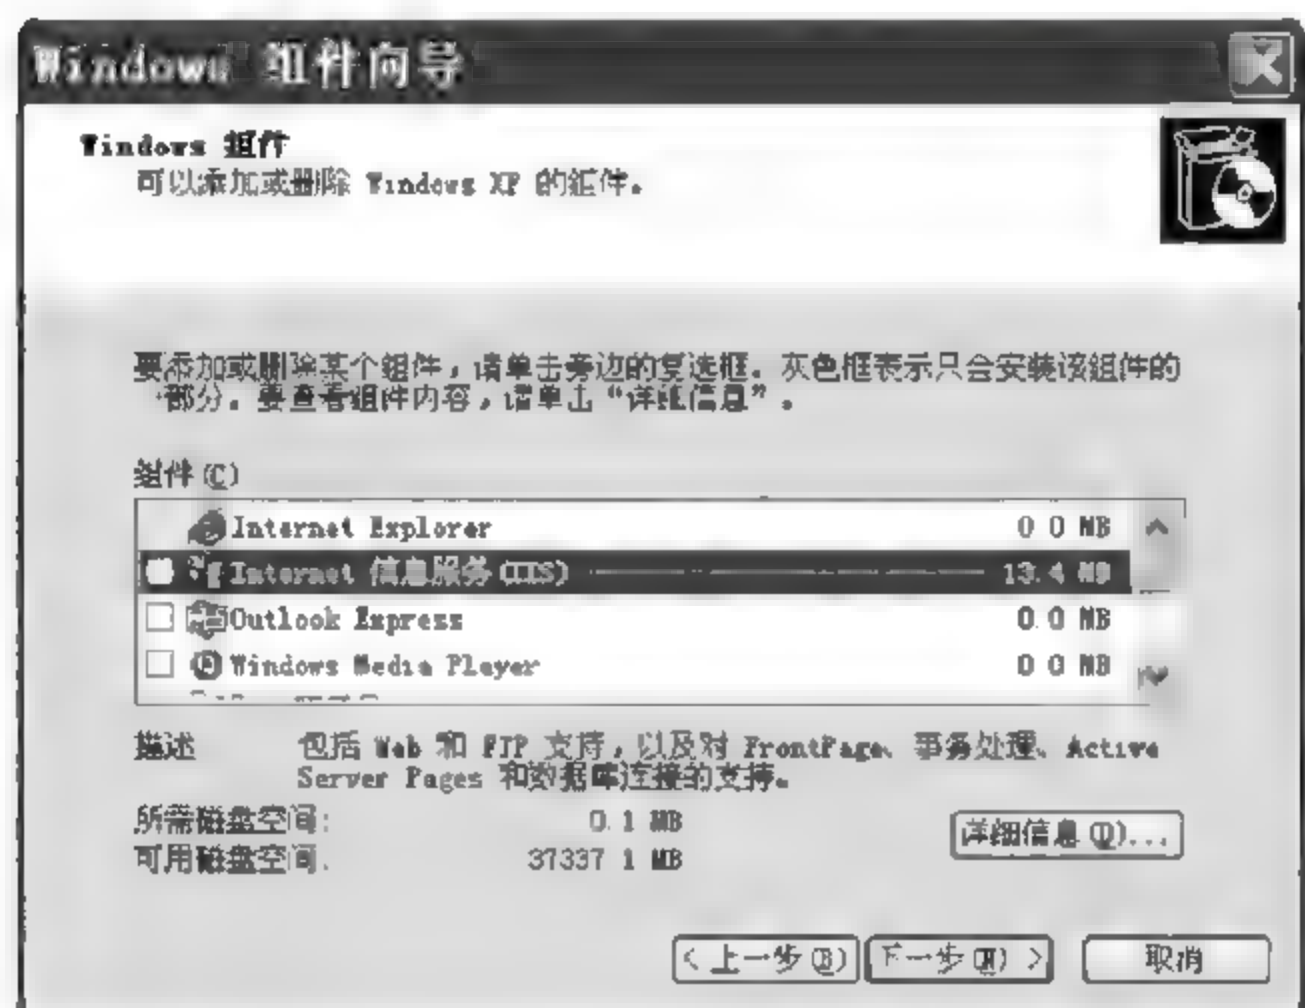 Windows 组件向导
Windows 组件
可以添加或删除 Windows XP 的组件。
要添加或删除某个组件，请单击旁边的复选框。灰色框表示只会安装该组件的
一部分。要查看组件内容，请单击“详细信息”。
组件(C)
Internet Explorer 0.0 MB
Internet 信息服务(IIS) 13.4 MB
Outlook Express 0.0 MB
Windows Media Player 0.0 MB
描述 包括 Web 和 FTP 支持，以及对 FrontPage、事务处理、Active
Server Pages 和数据库连接的支持。
所需磁盘空间: 0.1 MB
可用磁盘空间: 37337.1 MB
详细信息(D)...
< 上一步(B) 下一步(N) > 取消